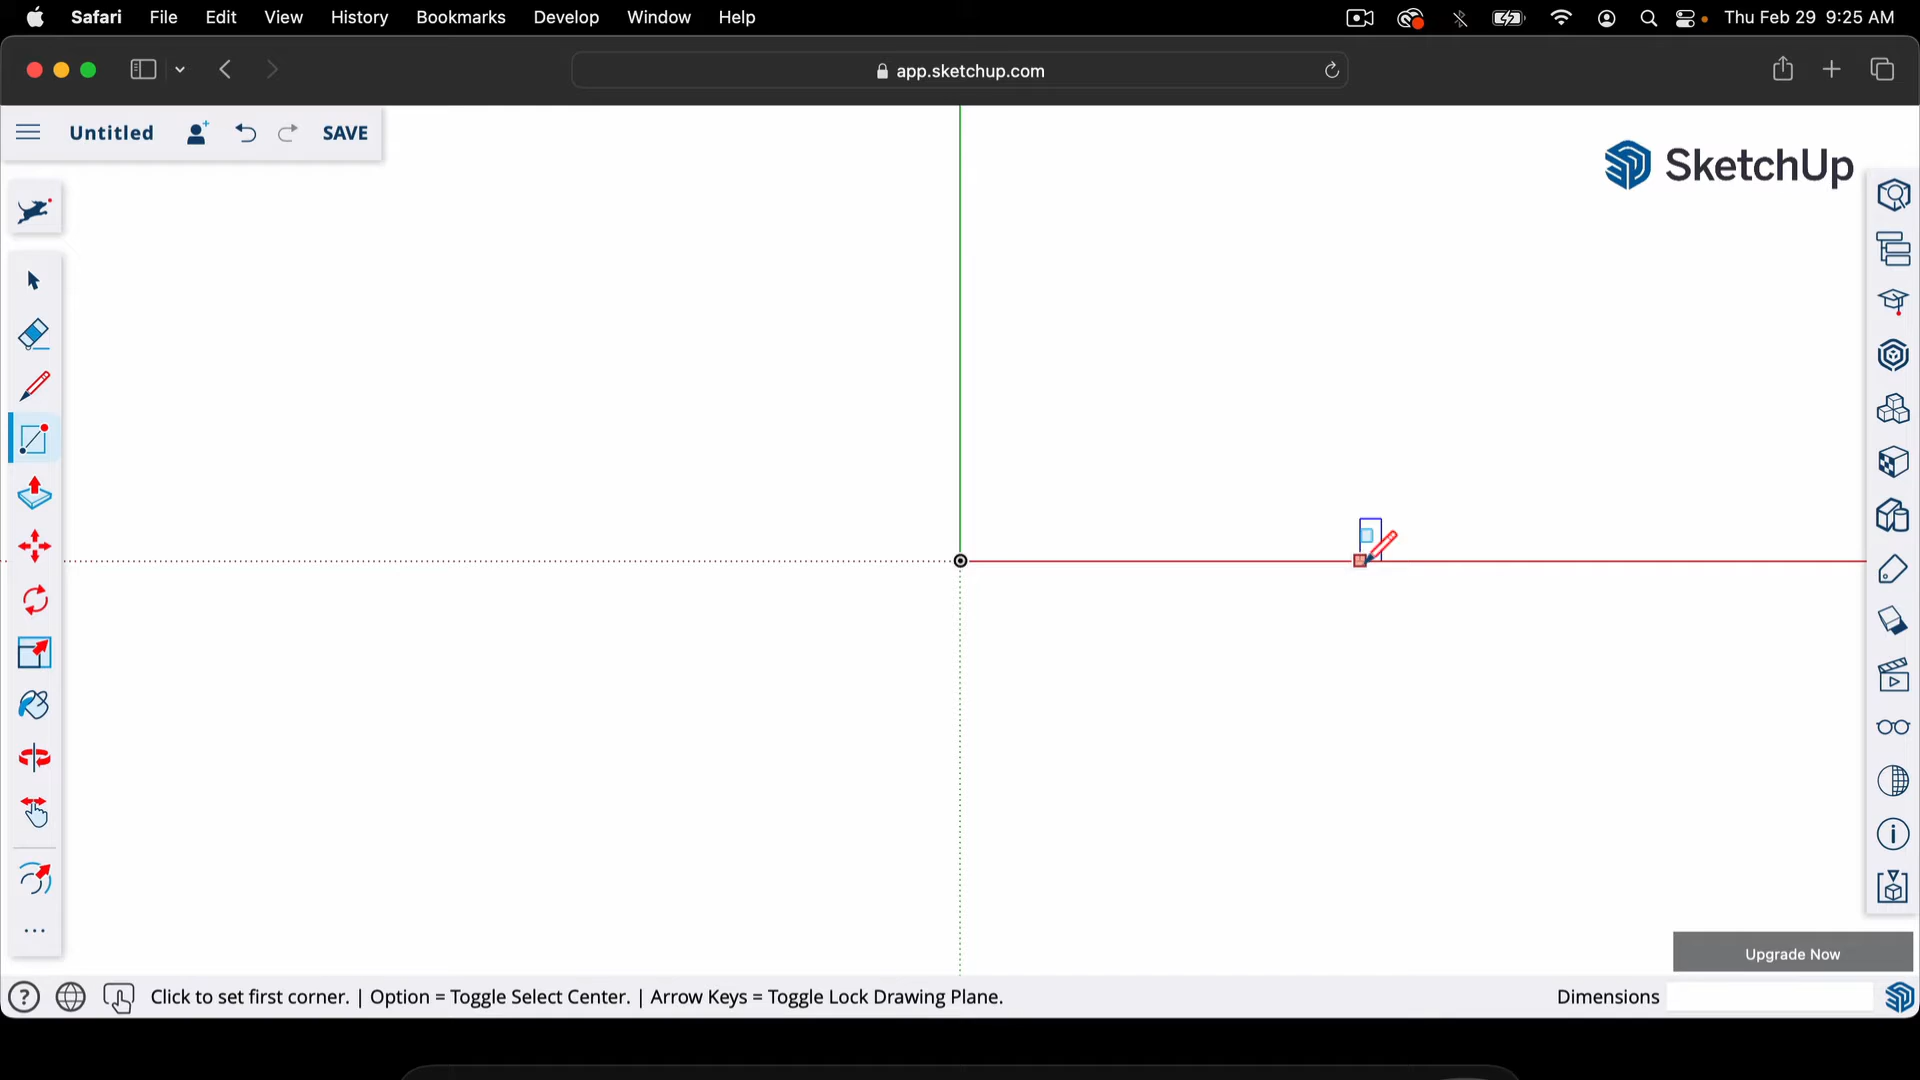 Safari File Edit View History Bookmarks Develop Window Help Thu Feb 29 9:25 AM
app.sketchup.com
Untitled SAVE
SketchUp
Upgrade Now
Click to set first corner. | Option = Toggle Select Center. | Arrow Keys = Toggle Lock Drawing Plane. Dimensions